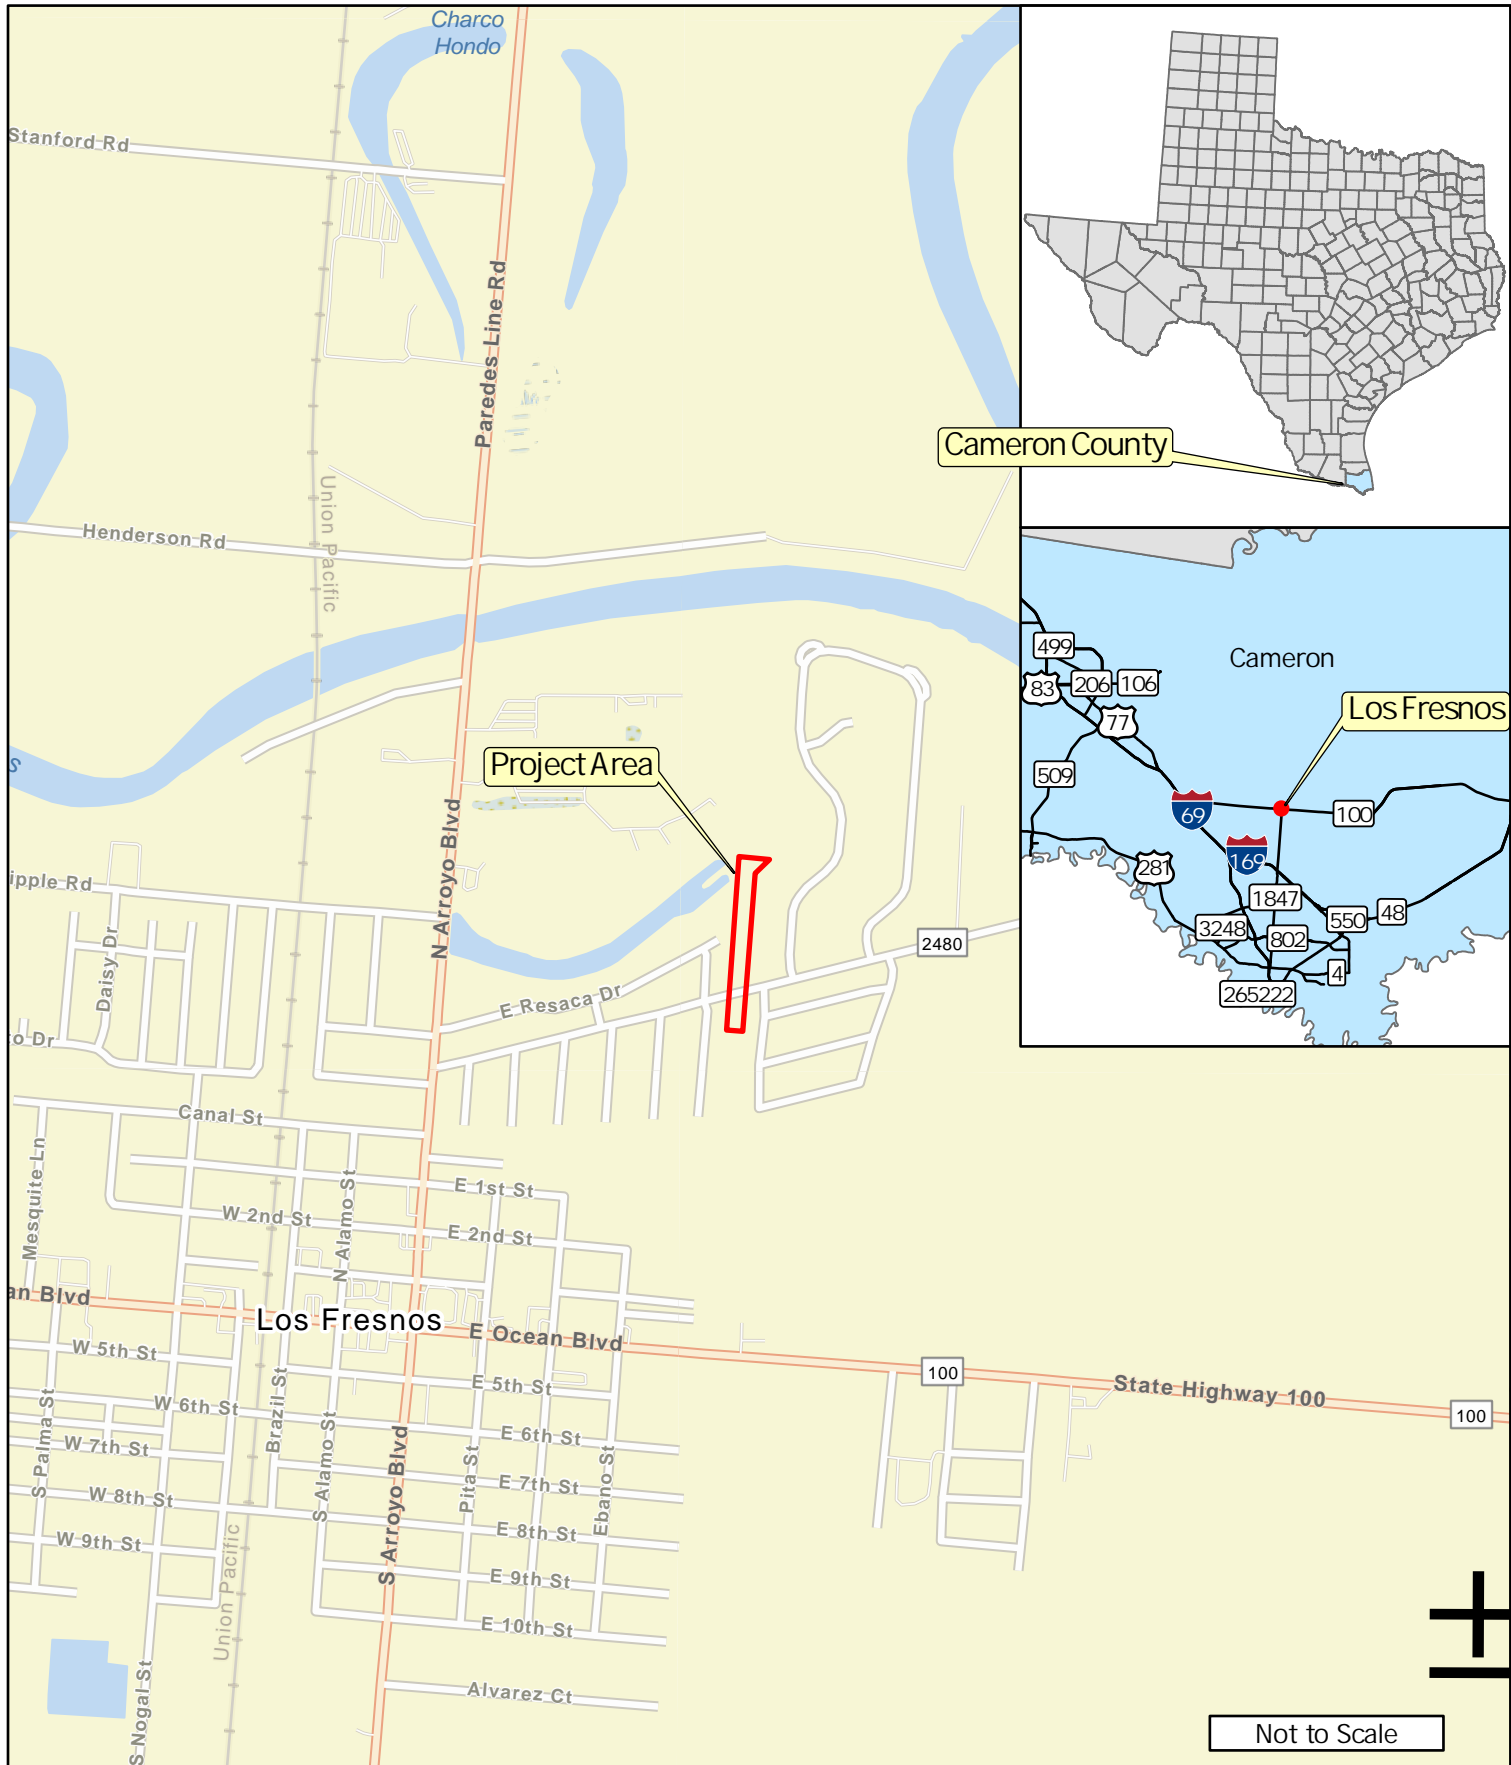 Charco
Hondo
Stanford Rd
Paredes Line Rd
Cameron County
Union Pacific
Henderson Rd
499
Cameron
83
206
106
Los Fresnos
77
Project Area
S
509
69
100
N Arroyo Blvd
169
281
ipple Rd
1847
48
550
3248
802
2480
Daisy Dr
4
E Resaca Dr
265222
co Dr
Canal St
Mesquite Ln
E 1st St
N Alamo St
W 2nd St
E 2nd St
an Blvd
Los Fresnos
E Ocean Blvd
W 5th St
100
State Highway 100
E 5th St
100
S Palma St
W 6th St
Brazil St
S Alamo St
E 6th St
W 7th St
S Arroyo Blvd
Pita St
Ebano St
E 7th St
W 8th St
E 8th St
W 9th St
Union Pacific
E 9th St
E 10th St
S Nogal St
Alvarez Ct
Not to Scale